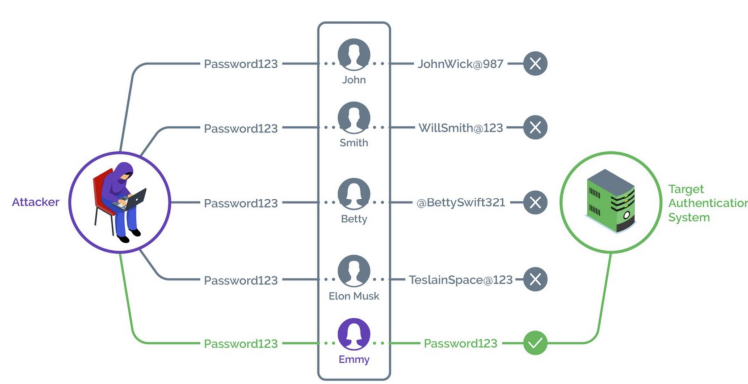 Password123
John
JohnWick@987
Password123
Smith
WillSmith@123
Attacker
Password123
Betty
@BettySwift321
Target
Authentication
System
Password123
Elon Musk
TeslainSpace@123
Password123
Emmy
Password123